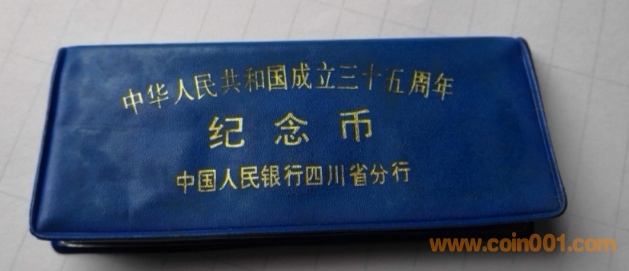 中华人民共和国成立三十五周年
纪念币
中国人民银行四川省分行
www.coin001.com